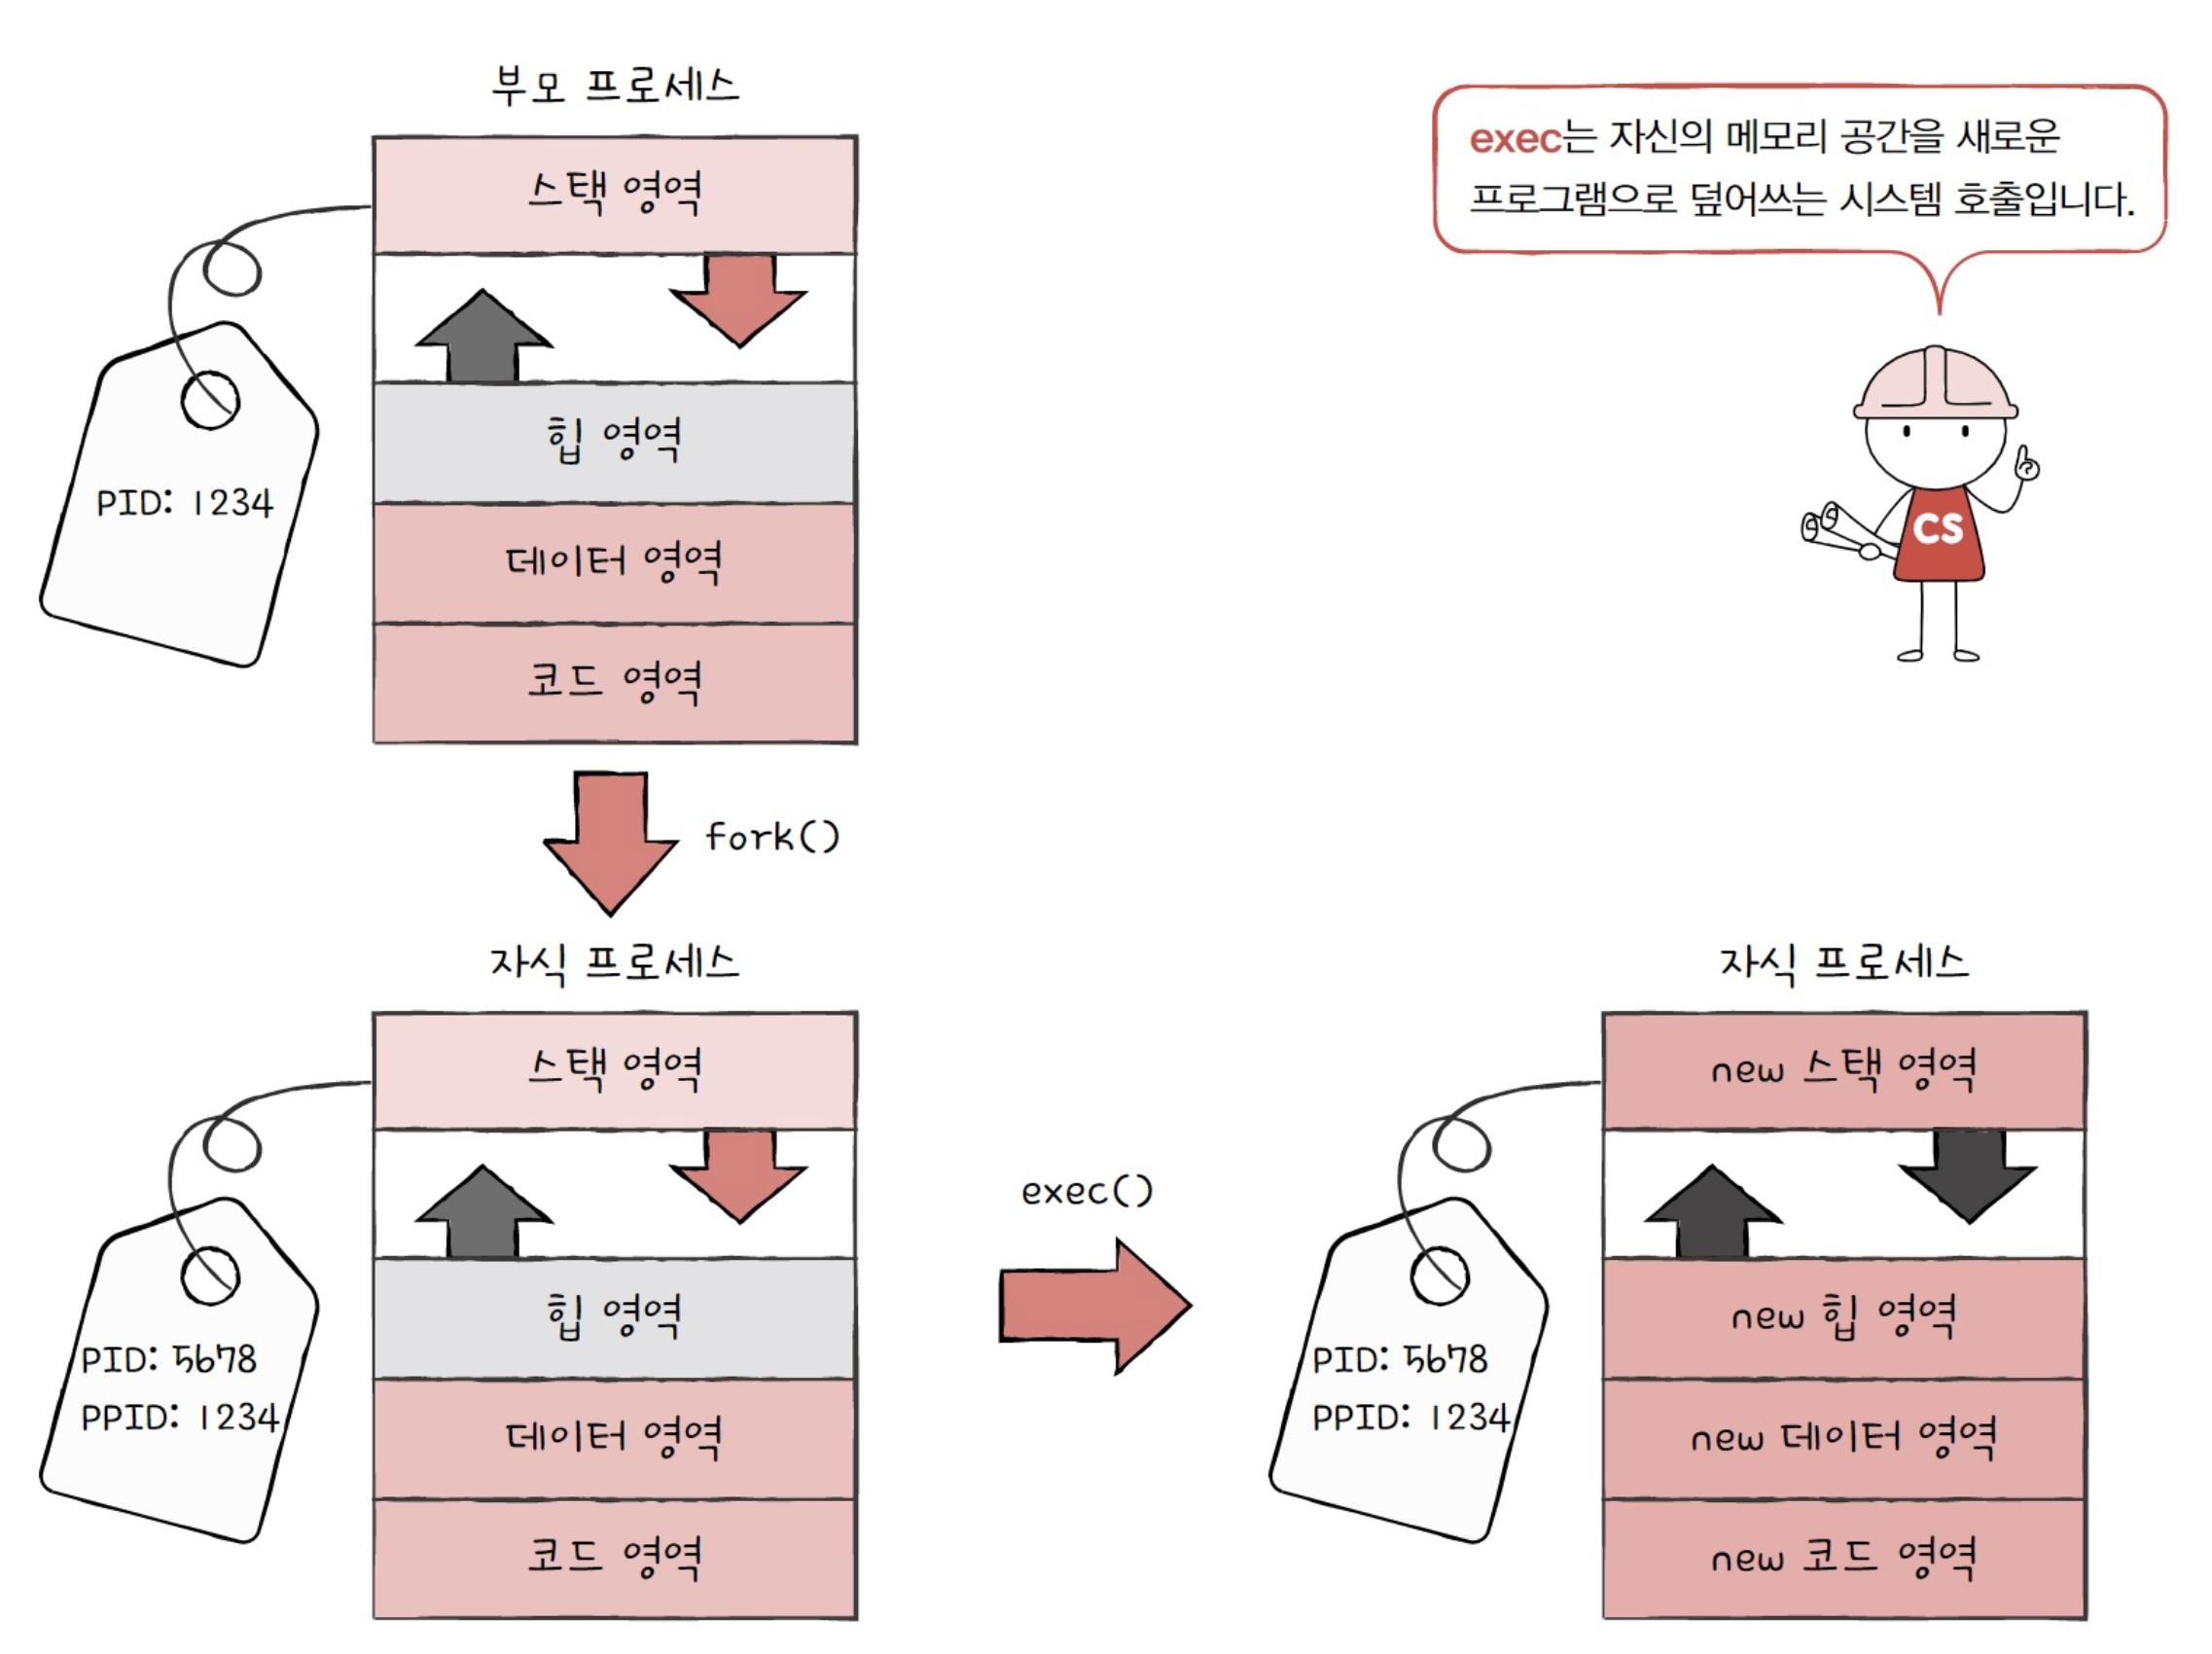 부모 프로세스
스택 영역
힙 영역
데이터 영역
코드 영역
PID: 1234
exec는 자신의 메모리 공간을 새로운
프로그램으로 덮어쓰는 시스템 호출입니다.
CS
fork()
자식 프로세스
스택 영역
힙 영역
데이터 영역
코드 영역
PID: 5678
PPID: 1234
exec()
자식 프로세스
new 스택 영역
new 힙 영역
new 데이터 영역
new 코드 영역
PID: 5678
PPID: 1234